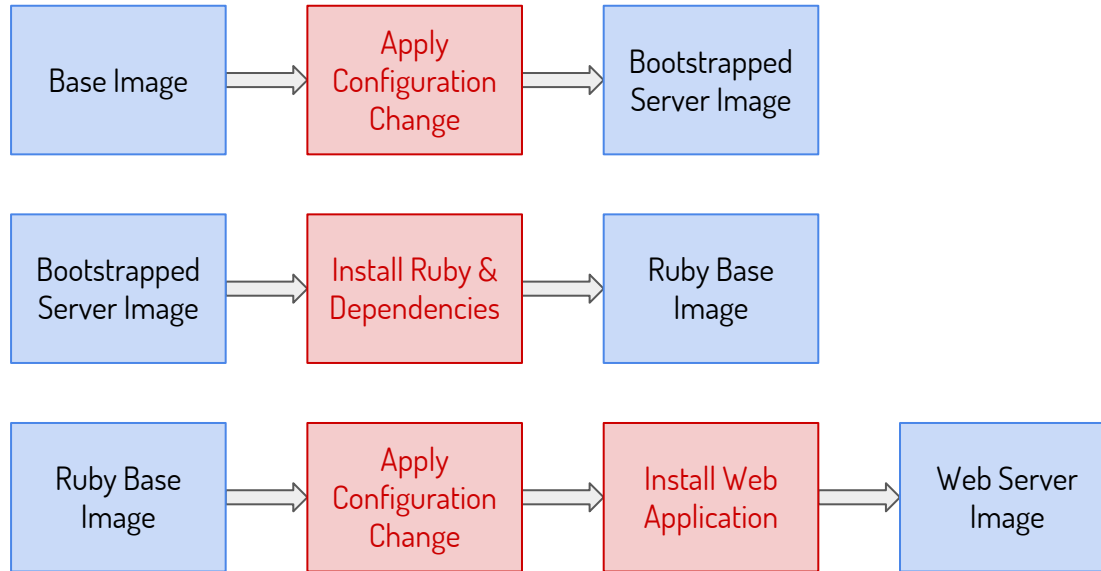 Base Image
Apply
Configuration
Change
Bootstrapped
Server Image
Bootstrapped
Server Image
Install Ruby &
Dependencies
Ruby Base
Image
Ruby Base
Image
Apply
Configuration
Change
Install Web
Application
Web Server
Image